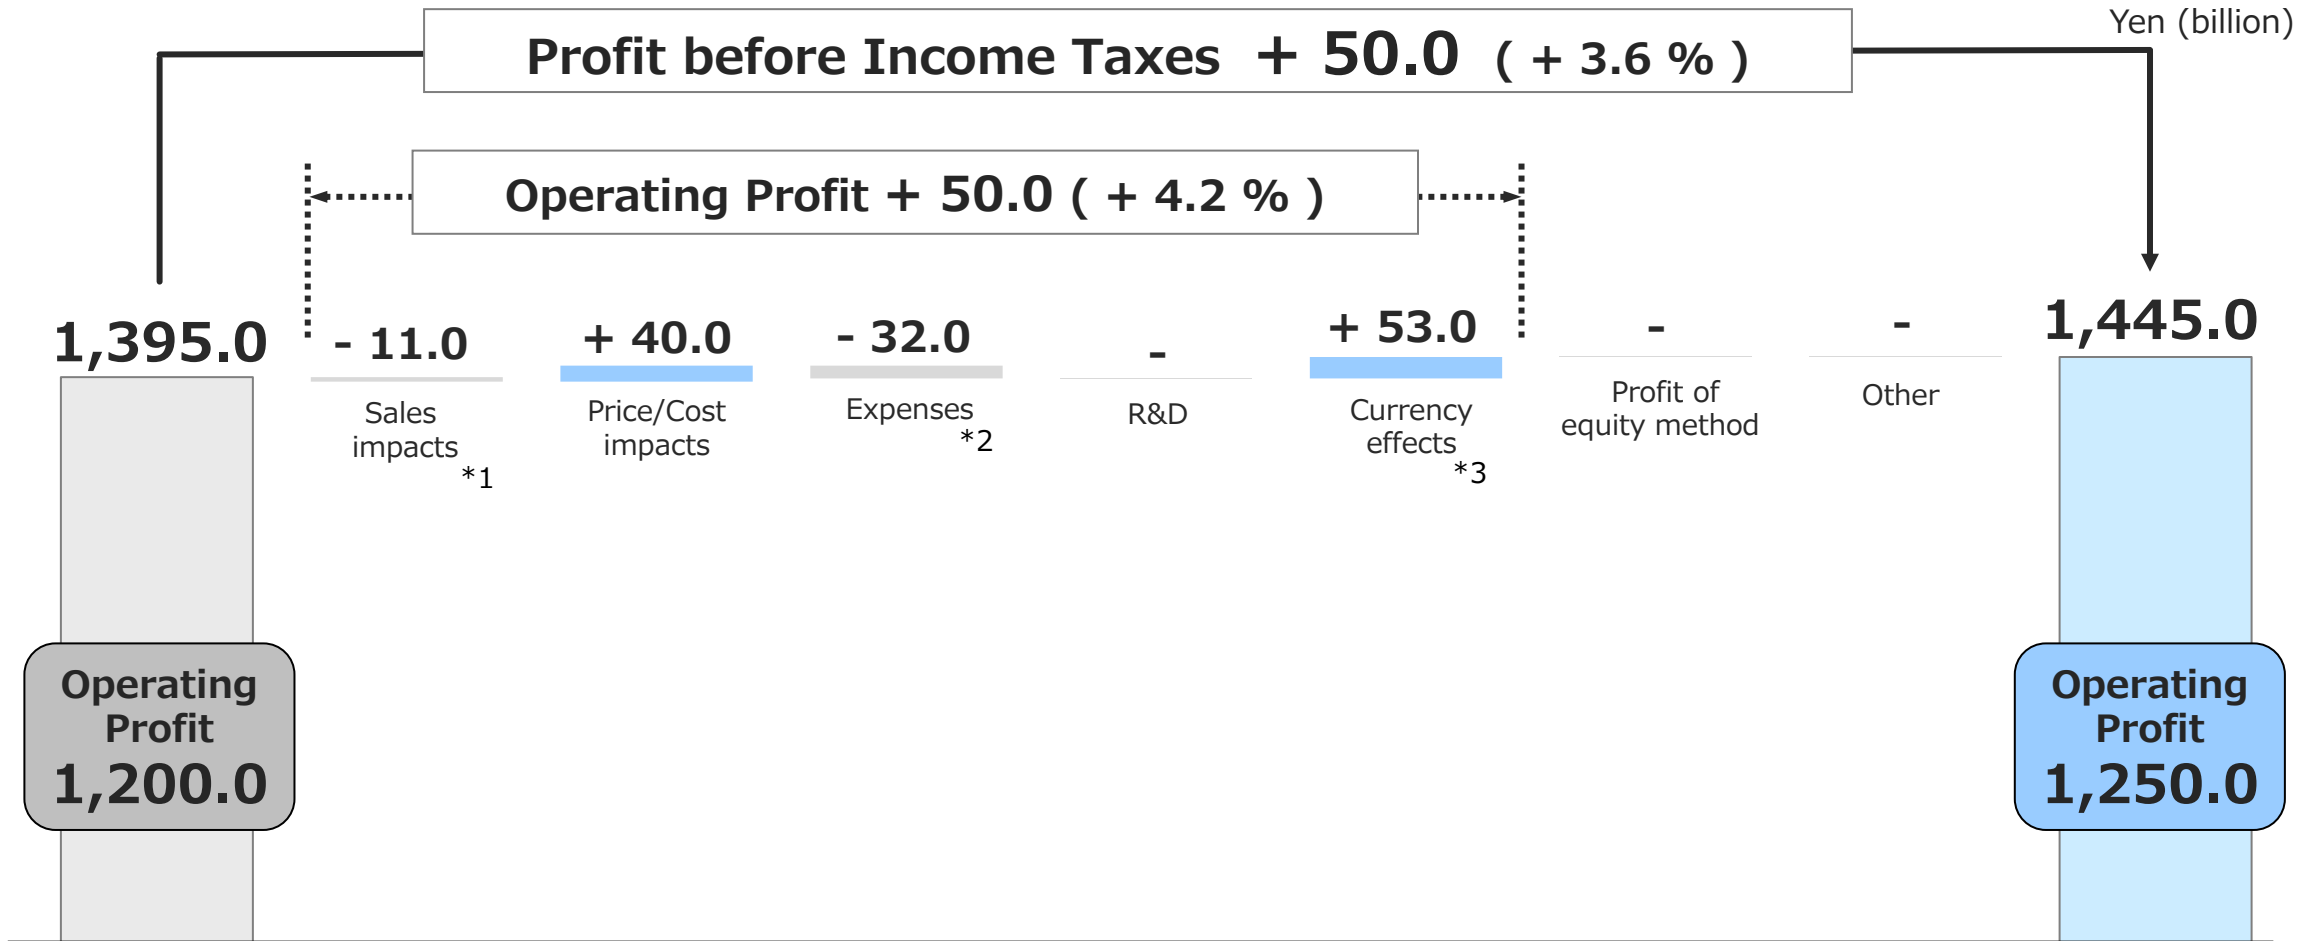 Yen (billion)
Profit before Income Taxes + 50.0 ( + 3.6 % )
Operating Profit + 50.0 ( + 4.2 % )
1,395.0
- 11.0
Sales
impacts
*1
+ 40.0
Price/Cost
impacts
- 32.0
Expenses
*2
-
R&D
+ 53.0
Currency
effects
*3
-
Profit of
equity method
-
Other
1,445.0
Operating
Profit
1,200.0
Operating
Profit
1,250.0